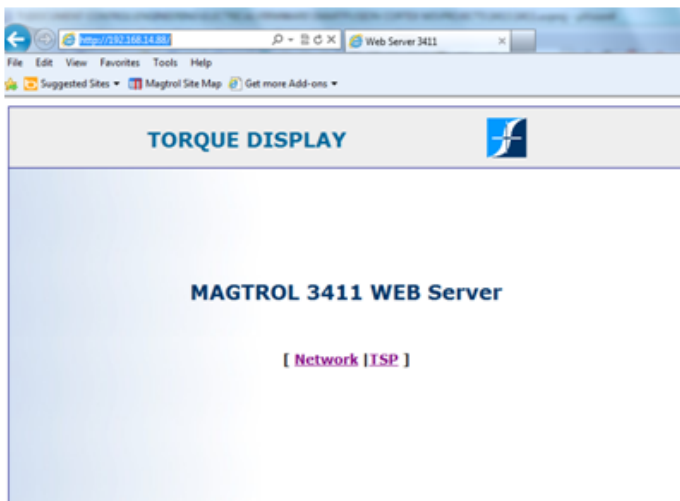 http://192.168.14.88/
Web Server 3411
File Edit View Favorites Tools Help
Suggested Sites Magtrol Site Map Get more Add-ons
TORQUE DISPLAY
MAGTROL 3411 WEB Server
[ Network |TSP ]